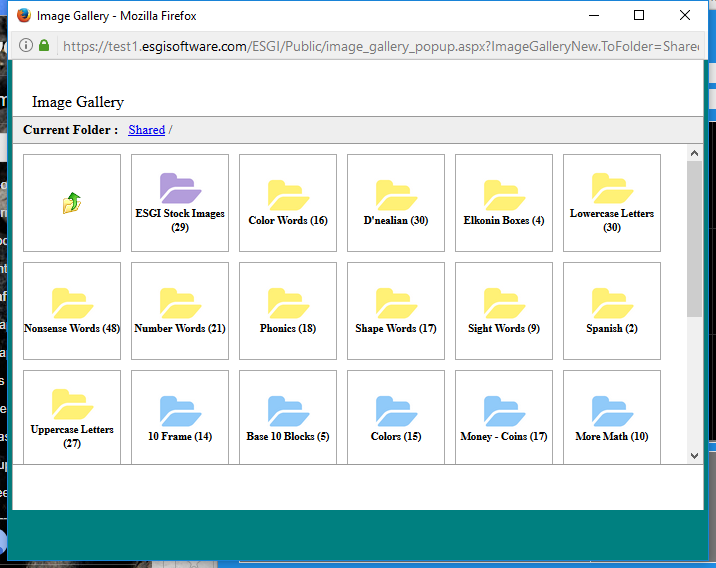 Image Gallery - Mozilla Firefox
https://test1.esgisoftware.com/ESGI/Public/image_gallery_popup.aspx?ImageGalleryNew.ToFolder=Share
Image Gallery
Current Folder : Shared /
ESGI Stock Images
(29)
Color Words (16)
D'nealian (30)
Elkonin Boxes (4)
Lowercase Letters
(30)
Nonsense Words (48)
Number Words (21)
Phonics (18)
Shape Words (17)
Sight Words (9)
Spanish (2)
Uppercase Letters
(27)
10 Frame (14)
Base 10 Blocks (5)
Colors (15)
Money - Coins (17)
More Math (10)